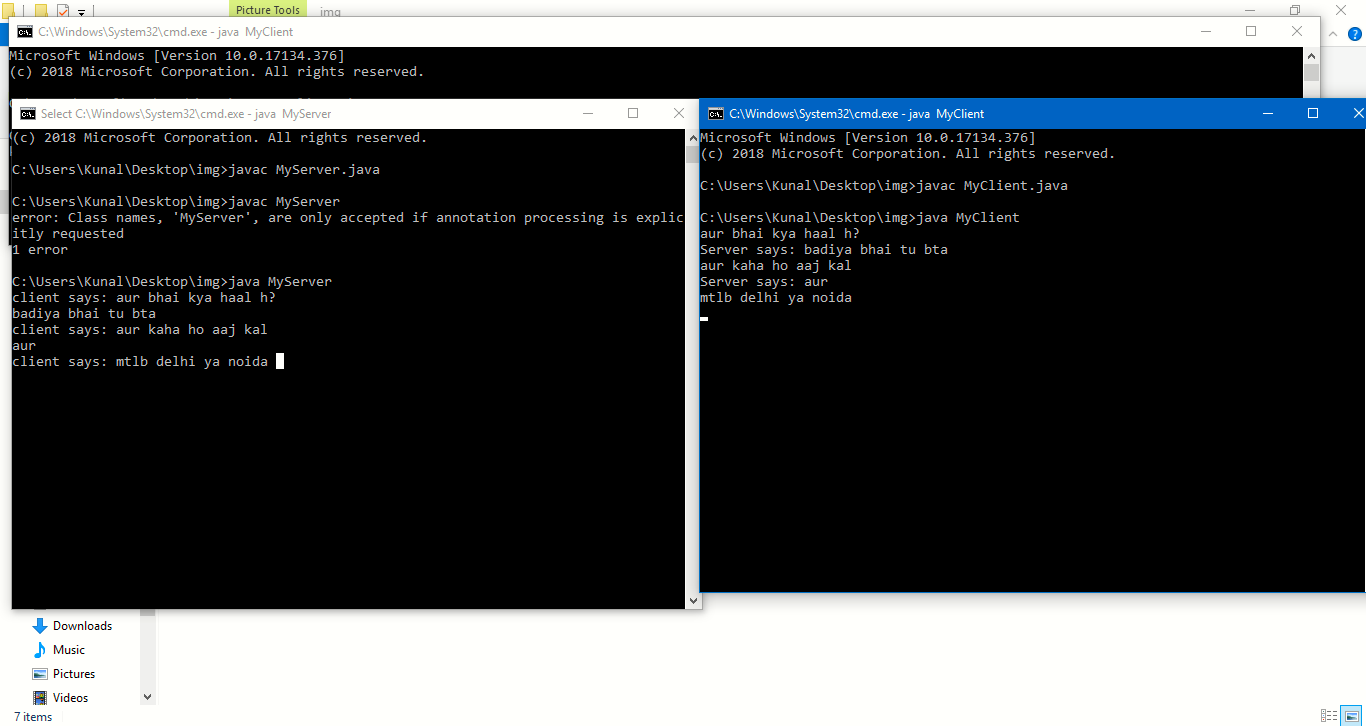 Picture Tools
img
C:\Windows\System32\cmd.exe - java  MyClient
Microsoft Windows [Version 10.0.17134.376]
(c) 2018 Microsoft Corporation. All rights reserved.
Select C:\Windows\System32\cmd.exe - java  MyServer
(c) 2018 Microsoft Corporation. All rights reserved.
C:\Users\Kunal\Desktop\img>javac MyServer.java
C:\Users\Kunal\Desktop\img>javac MyServer
error: Class names, 'MyServer', are only accepted if annotation processing is explic
itly requested
1 error
C:\Users\Kunal\Desktop\img>java MyServer
client says: aur bhai kya haal h?
badiya bhai tu bta
client says: aur kaha ho aaj kal
aur
client says: mtlb delhi ya noida
C:\Windows\System32\cmd.exe - java  MyClient
Microsoft Windows [Version 10.0.17134.376]
(c) 2018 Microsoft Corporation. All rights reserved.
C:\Users\Kunal\Desktop\img>javac MyClient.java
C:\Users\Kunal\Desktop\img>java MyClient
aur bhai kya haal h?
Server says: badiya bhai tu bta
aur kaha ho aaj kal
Server says: aur
mtlb delhi ya noida
Downloads
Music
Pictures
Videos
7 items